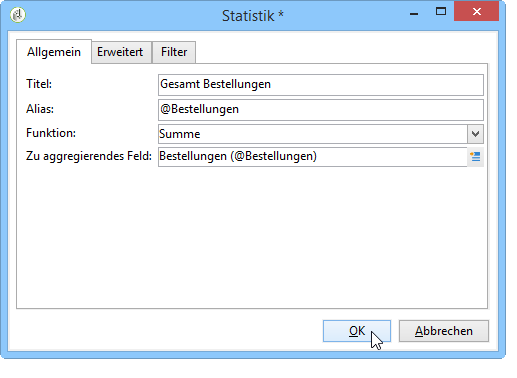 Statistik *
Allgemein Erweitert Filter
Titel: Gesamt Bestellungen
Alias: @Bestellungen
Funktion: Summe
Zu aggregierendes Feld: Bestellungen (@Bestellungen)
OK Abbrechen